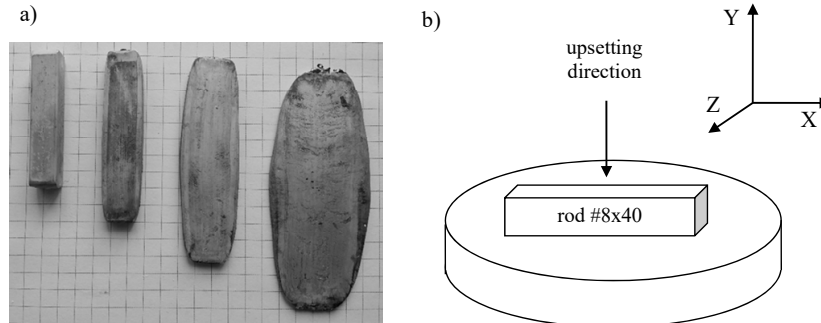 a)
b)
upsetting
direction
Y
Z
X
rod #8x40